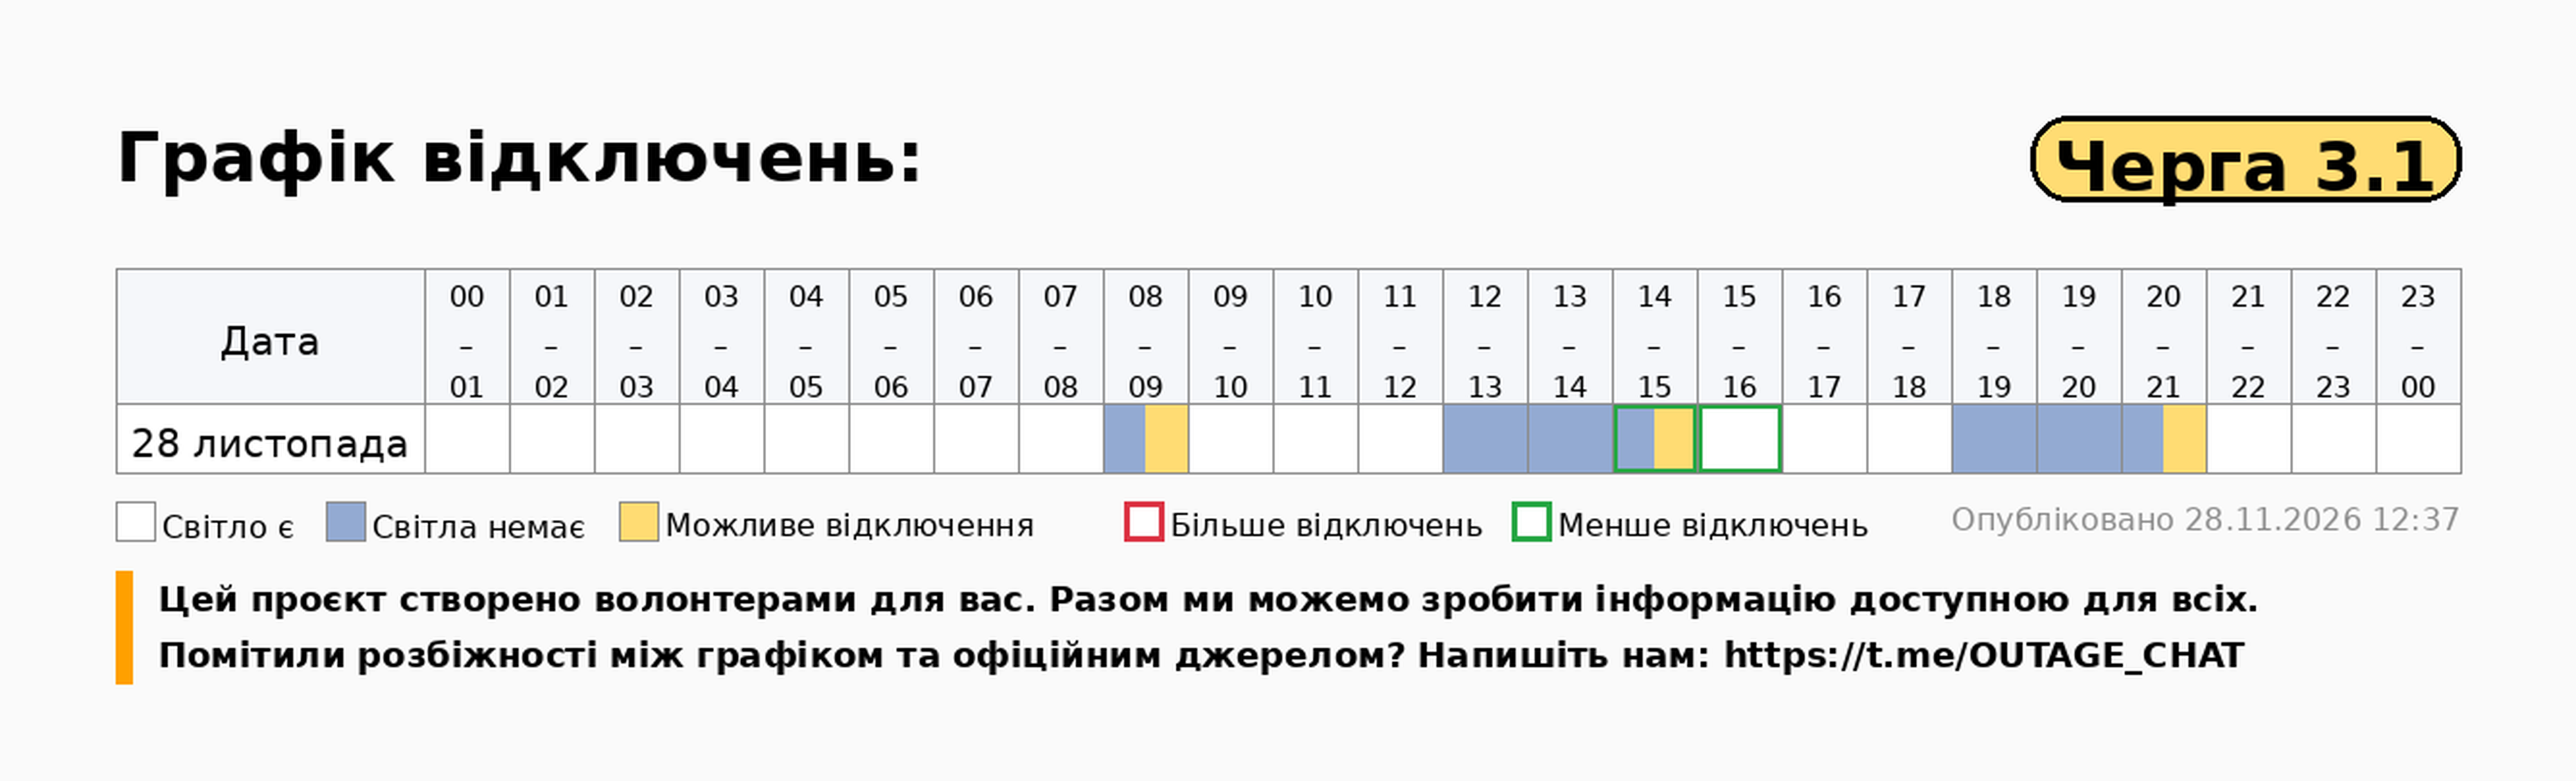 Графік відключень:
Черга 3.1
Дата
00 – 01
01 – 02
02 – 03
03 – 04
04 – 05
05 – 06
06 – 07
07 – 08
08 – 09
09 – 10
10 – 11
11 – 12
12 – 13
13 – 14
14 – 15
15 – 16
16 – 17
17 – 18
18 – 19
19 – 20
20 – 21
21 – 22
22 – 23
23 – 00
28 листопада
Світло є
Світла немає
Можливе відключення
Більше відключень
Менше відключень
Опубліковано 28.11.2026 12:37
Цей проєкт створено волонтерами для вас. Разом ми можемо зробити інформацію доступною для всіх.
Помітили розбіжності між графіком та офіційним джерелом? Напишіть нам: https://t.me/OUTAGE_CHAT